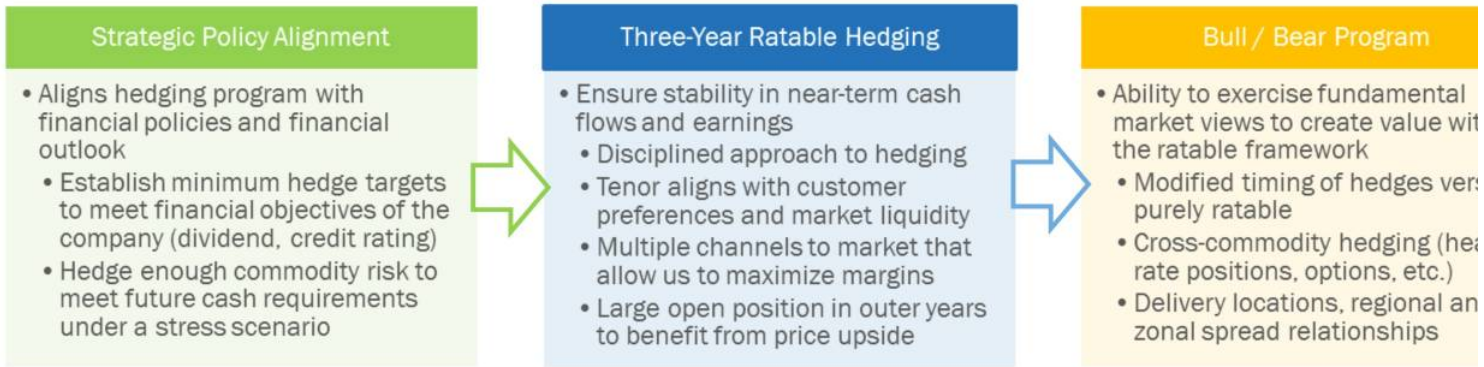 Strategic Policy Alignment
• Aligns hedging program with
financial policies and financial
outlook
• Establish minimum hedge targets
to meet financial objectives of the
company (dividend, credit rating)
• Hedge enough commodity risk to
meet future cash requirements
under a stress scenario
Three-Year Ratable Hedging
• Ensure stability in near-term cash
flows and earnings
• Disciplined approach to hedging
• Tenor aligns with customer
preferences and market liquidity
• Multiple channels to market that
allow us to maximize margins
• Large open position in outer years
to benefit from price upside
Bull / Bear Program
• Ability to exercise fundamental
market views to create value
the ratable framework
• Modified timing of hedges
purely ratable
• Cross-commodity hedging
rate positions, options, etc.)
• Delivery locations, regional
zonal spread relationships